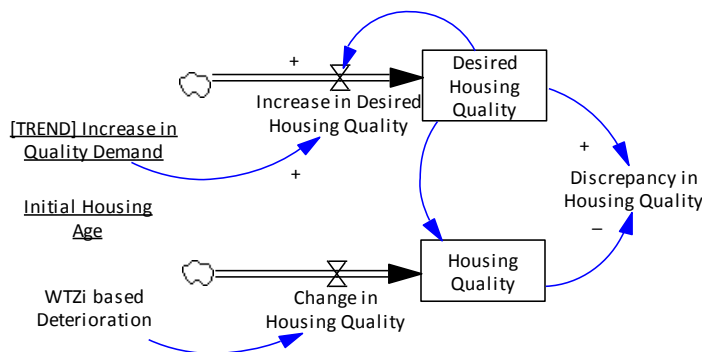 +
Desired
Housing
Quality
Increase in Desired
Housing Quality
[TREND] Increase in
Quality Demand
+
+
Discrepancy in
Housing Quality
–
Initial Housing
Age
Housing
Quality
WTZi based
Deterioration
Change in
Housing Quality